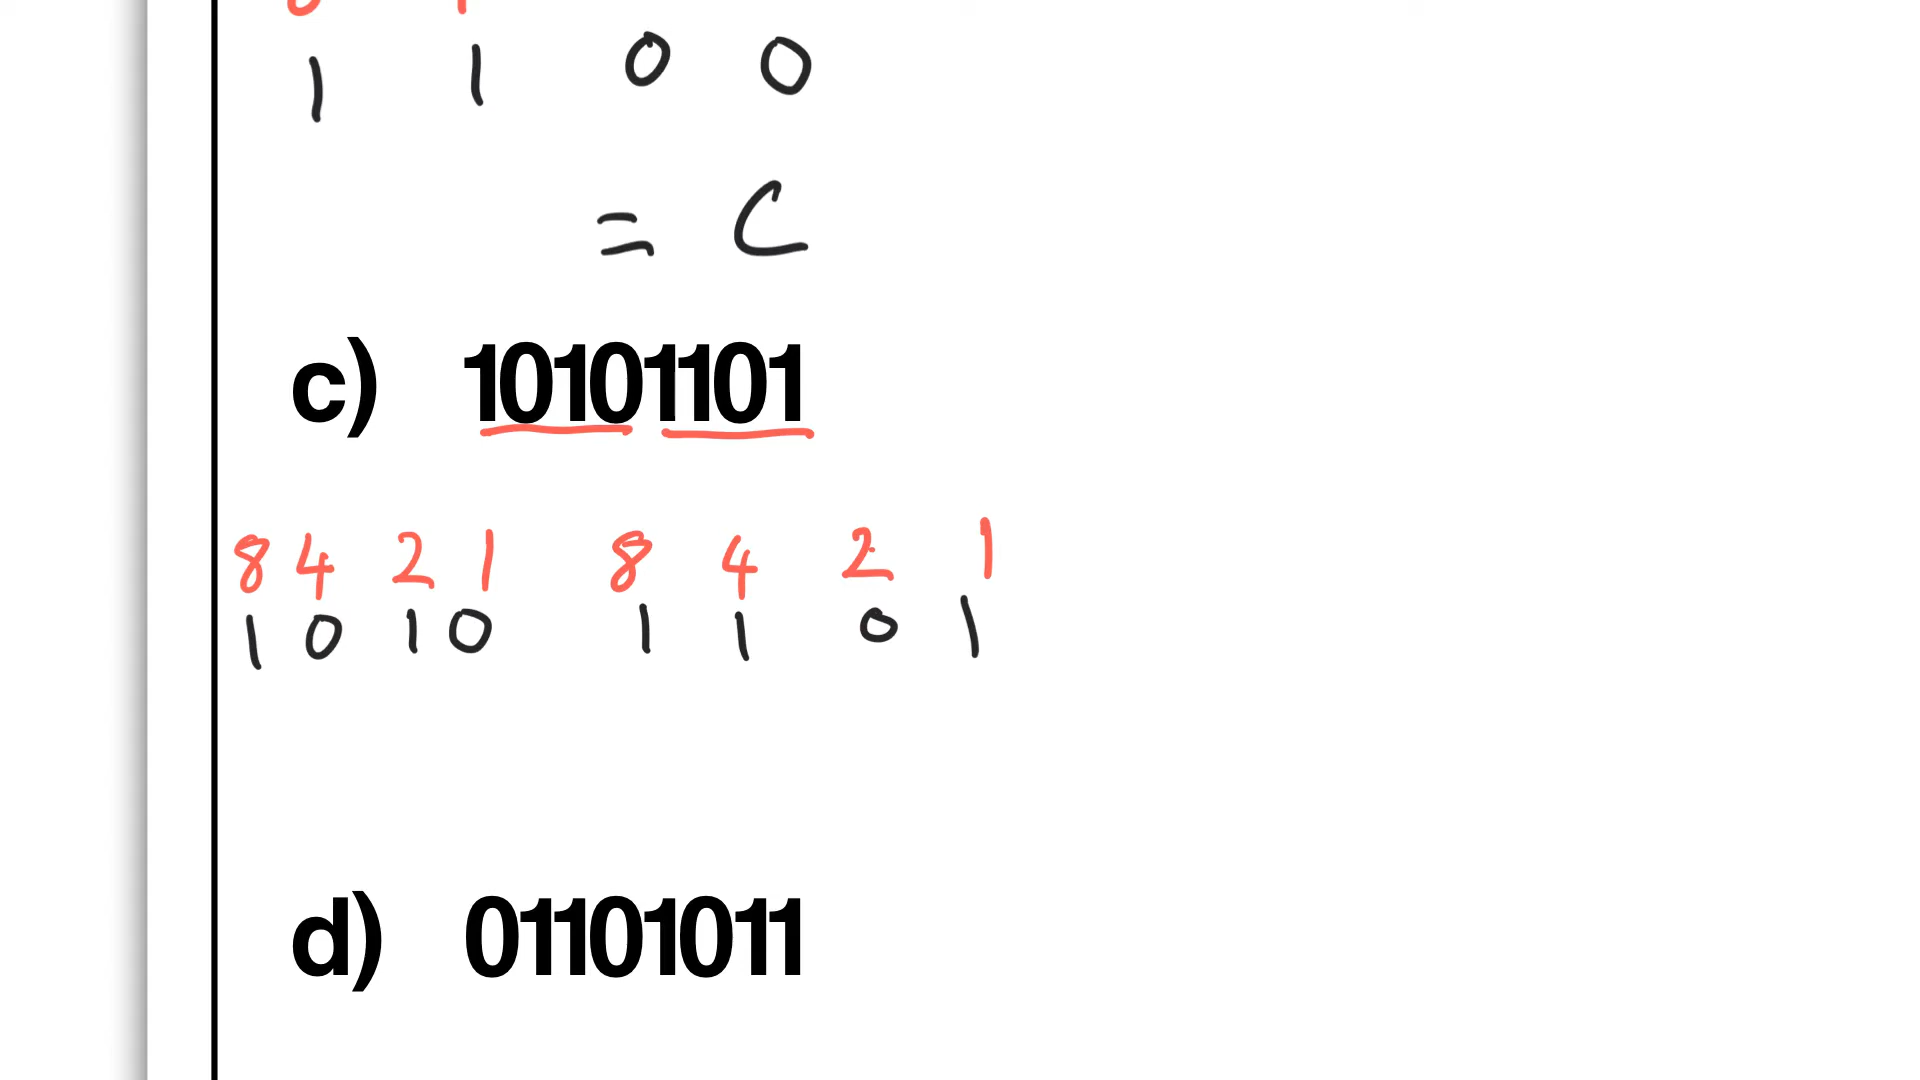 1 1 0 0
= C
c) 10101101
8 4 2 1 8 4 2 1
1 0 1 0 1 1 0 1
d) 01101011